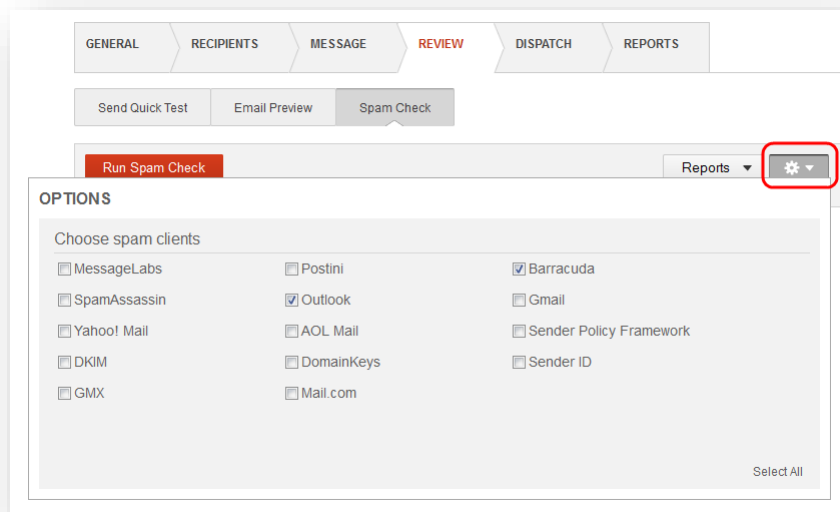 GENERAL RECIPIENTS MESSAGE REVIEW DISPATCH REPORTS
Send Quick Test Email Preview Spam Check
Run Spam Check Reports
OPTIONS
Choose spam clients
MessageLabs Postini Barracuda
SpamAssassin Outlook Gmail
Yahoo! Mail AOL Mail Sender Policy Framework
DKIM DomainKeys Sender ID
GMX Mail.com
Select All